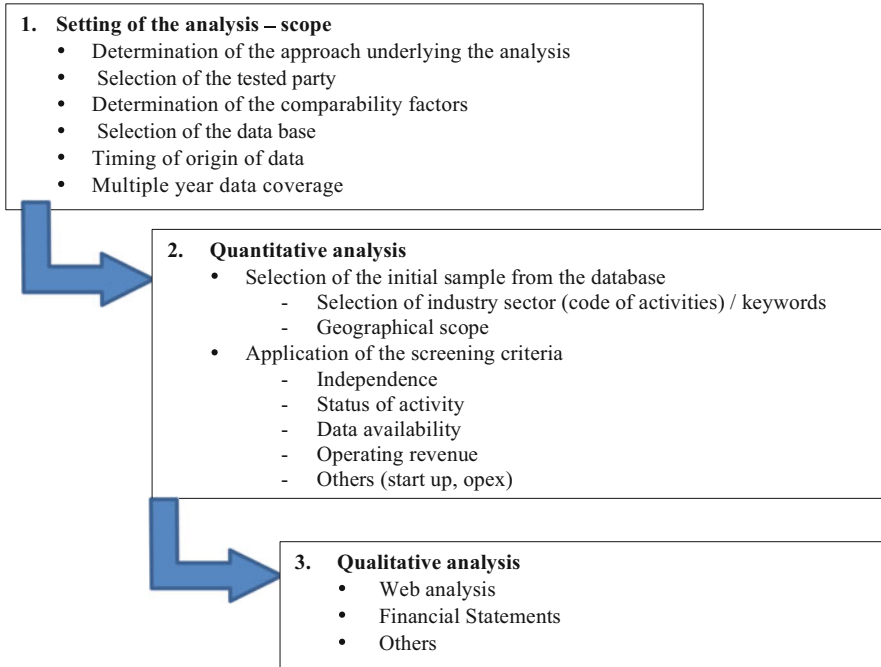 1. Setting of the analysis – scope
• Determination of the approach underlying the analysis
• Selection of the tested party
• Determination of the comparability factors
• Selection of the data base
• Timing of origin of data
• Multiple year data coverage
2. Quantitative analysis
• Selection of the initial sample from the database
- Selection of industry sector (code of activities) / keywords
- Geographical scope
• Application of the screening criteria
- Independence
- Status of activity
- Data availability
- Operating revenue
- Others (start up, opex)
3. Qualitative analysis
• Web analysis
• Financial Statements
• Others